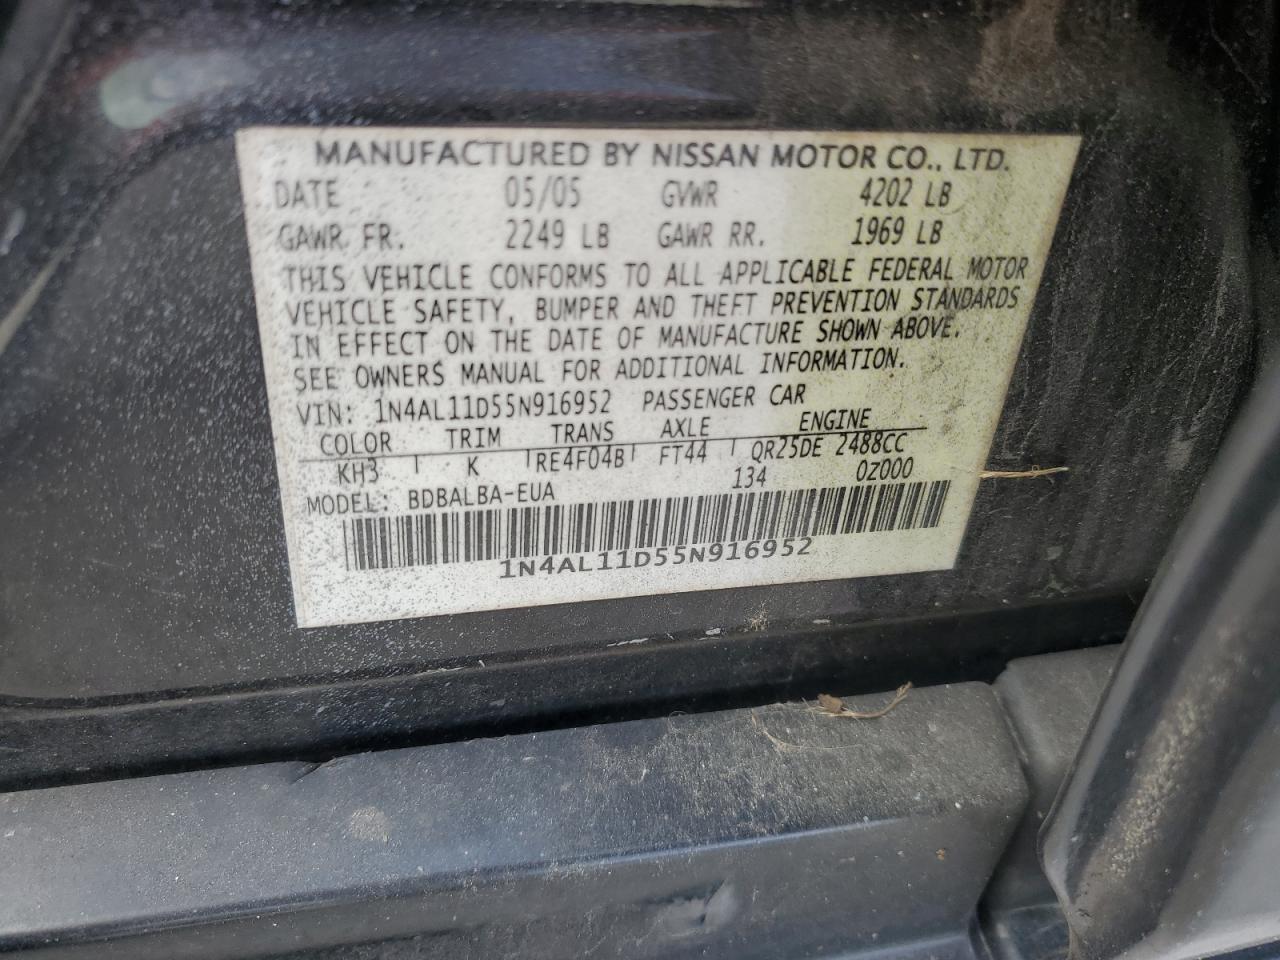 MANUFACTURED BY NISSAN MOTOR CO., LTD.
DATE 05/05 GVWR 4202 LB
GAWR FR. 2249 LB GAWR RR. 1969 LB
THIS VEHICLE CONFORMS TO ALL APPLICABLE FEDERAL MOTOR
VEHICLE SAFETY, BUMPER AND THEFT PREVENTION STANDARDS
IN EFFECT ON THE DATE OF MANUFACTURE SHOWN ABOVE.
SEE OWNERS MANUAL FOR ADDITIONAL INFORMATION.
VIN: 1N4AL11D55N916952 PASSENGER CAR
COLOR TRIM TRANS AXLE ENGINE
KH3 K RE4F04B FT44 QR25DE 2488CC
MODEL: BDBALBA-EUA 134 0Z000
1N4AL11D55N916952